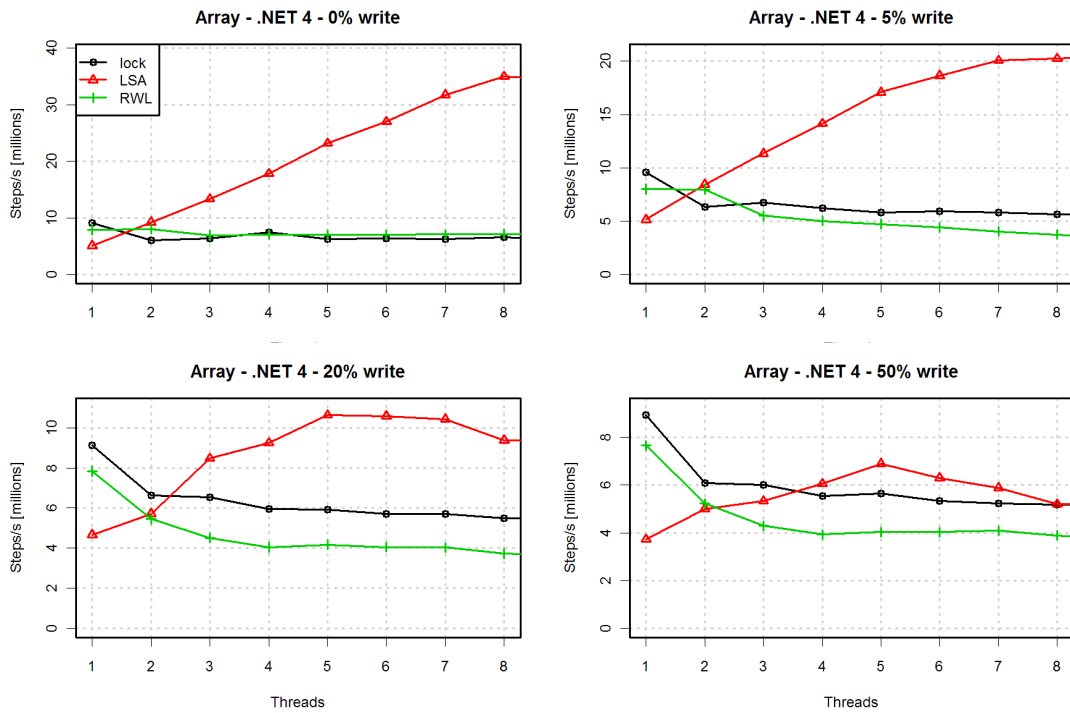 Array - .NET 4 - 0% write
Steps/s [millions]
40
30
20
10
0
lock
LSA
RWL
1 2 3 4 5 6 7 8
Array - .NET 4 - 5% write
Steps/s [millions]
20
15
10
5
0
1 2 3 4 5 6 7 8
Array - .NET 4 - 20% write
Steps/s [millions]
10
8
6
4
2
0
1 2 3 4 5 6 7 8
Threads
Array - .NET 4 - 50% write
Steps/s [millions]
8
6
4
2
0
1 2 3 4 5 6 7 8
Threads